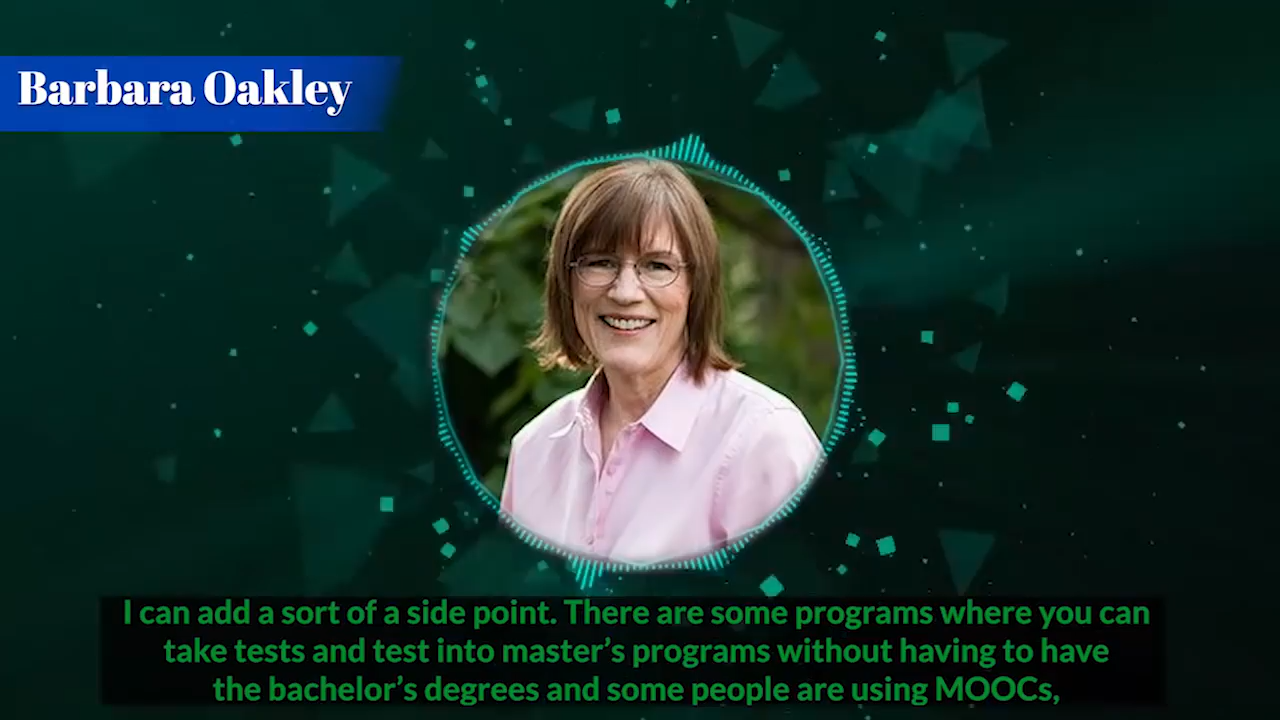 Barbara Oakley
I can add a sort of a side point. There are some programs where you can
take tests and test into master’s programs without having to have
the bachelor’s degrees and some people are using MOOCs,